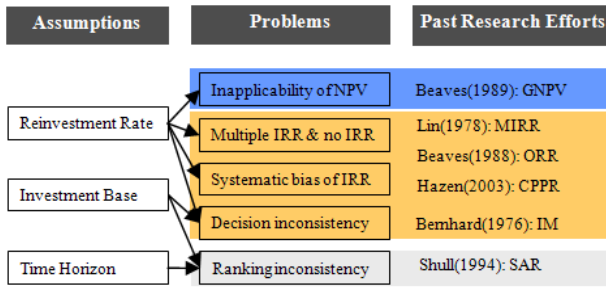 Assumptions
Problems
Past Research Efforts
Reinvestment Rate
Investment Base
Time Horizon
Inapplicability of NPV
Multiple IRR & no IRR
Systematic bias of IRR
Decision inconsistency
Ranking inconsistency
Beaves(1989): GNPV
Lin(1978): MIRR
Beaves(1988): ORR
Hazen(2003): CPPR
Bernhard(1976): IM
Shull(1994): SAR